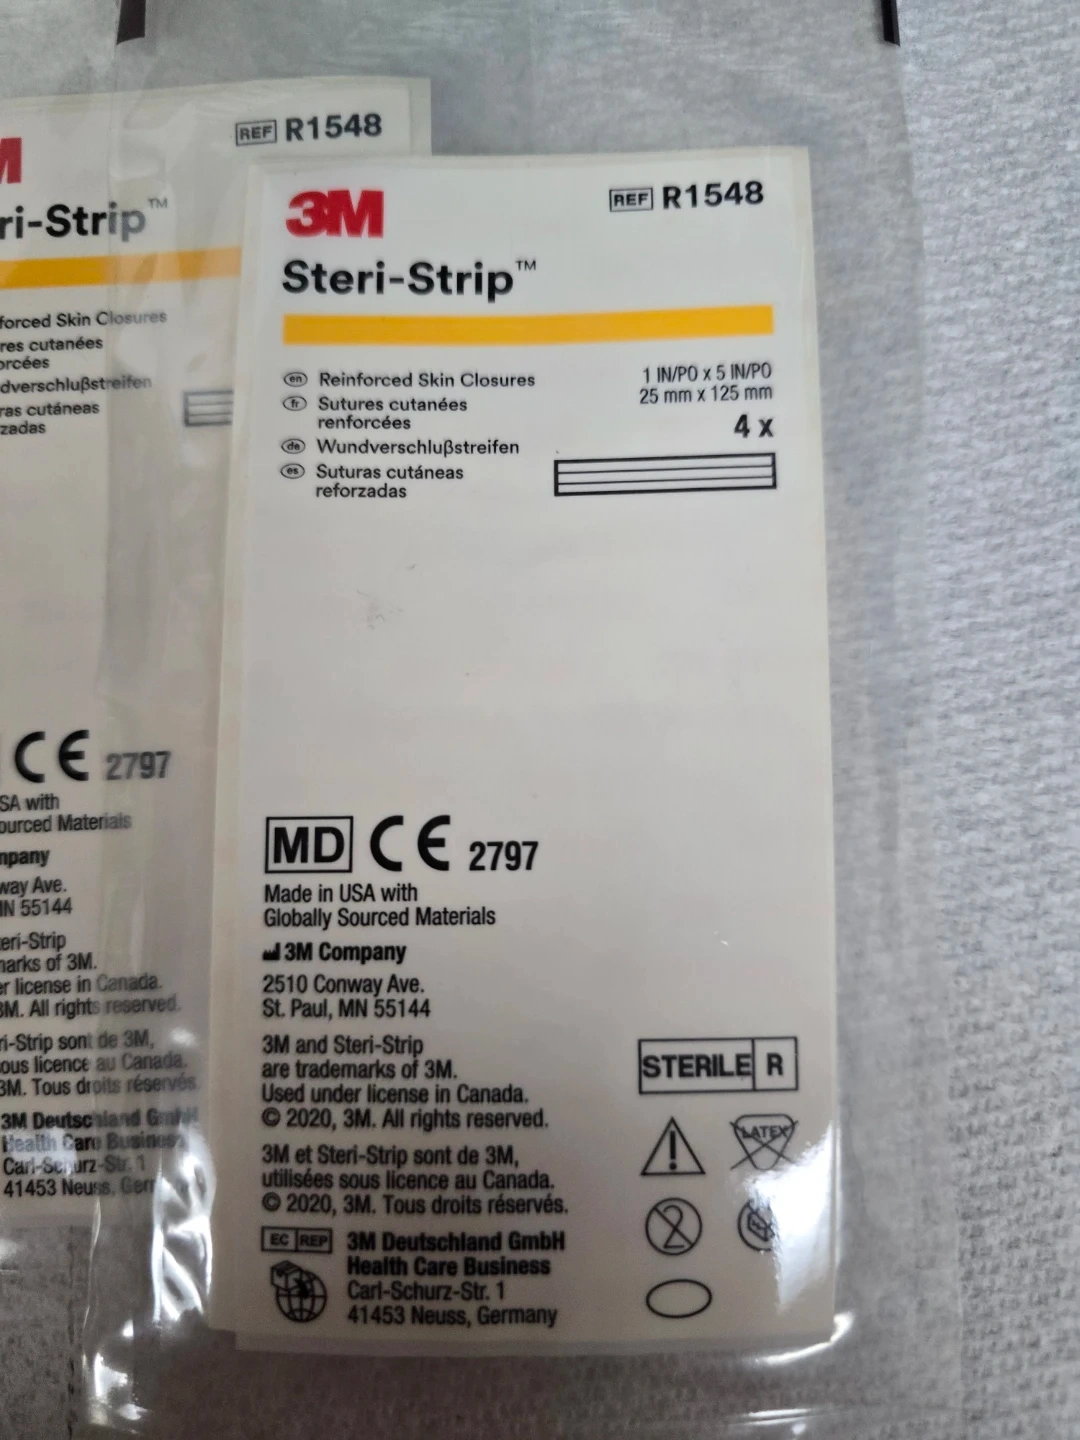 REF R1548
M
ri-Strip™
forced Skin Closures
res cutanées
orcées
dverschlußstreifen
ras cutáneas
zadas
CE 2797
SA with
ourced Materials
mpany
way Ave.
IN 55144
eri-Strip
marks of 3M.
er license in Canada.
3M. All rights reserved.
ri-Strip sont de 3M,
ous licence au Canada.
3M. Tous droits réservés.
3M Deutschland GmbH
Health Care Business
Carl-Schurz-Str. 1
41453 Neuss, Ger
3M
REF R1548
Steri-Strip™
en Reinforced Skin Closures
fr Sutures cutanées
renforcées
de Wundverschlußstreifen
es Suturas cutáneas
reforzadas
1 IN/PO x 5 IN/PO
25 mm x 125 mm
4 x
MD CE 2797
Made in USA with
Globally Sourced Materials
3M Company
2510 Conway Ave.
St. Paul, MN 55144
3M and Steri-Strip
are trademarks of 3M.
Used under license in Canada.
© 2020, 3M. All rights reserved.
3M et Steri-Strip sont de 3M,
utilisées sous licence au Canada.
© 2020, 3M. Tous droits réservés.
EC REP 3M Deutschland GmbH
Health Care Business
Carl-Schurz-Str. 1
41453 Neuss, Germany
STERILE R
LATEX
2